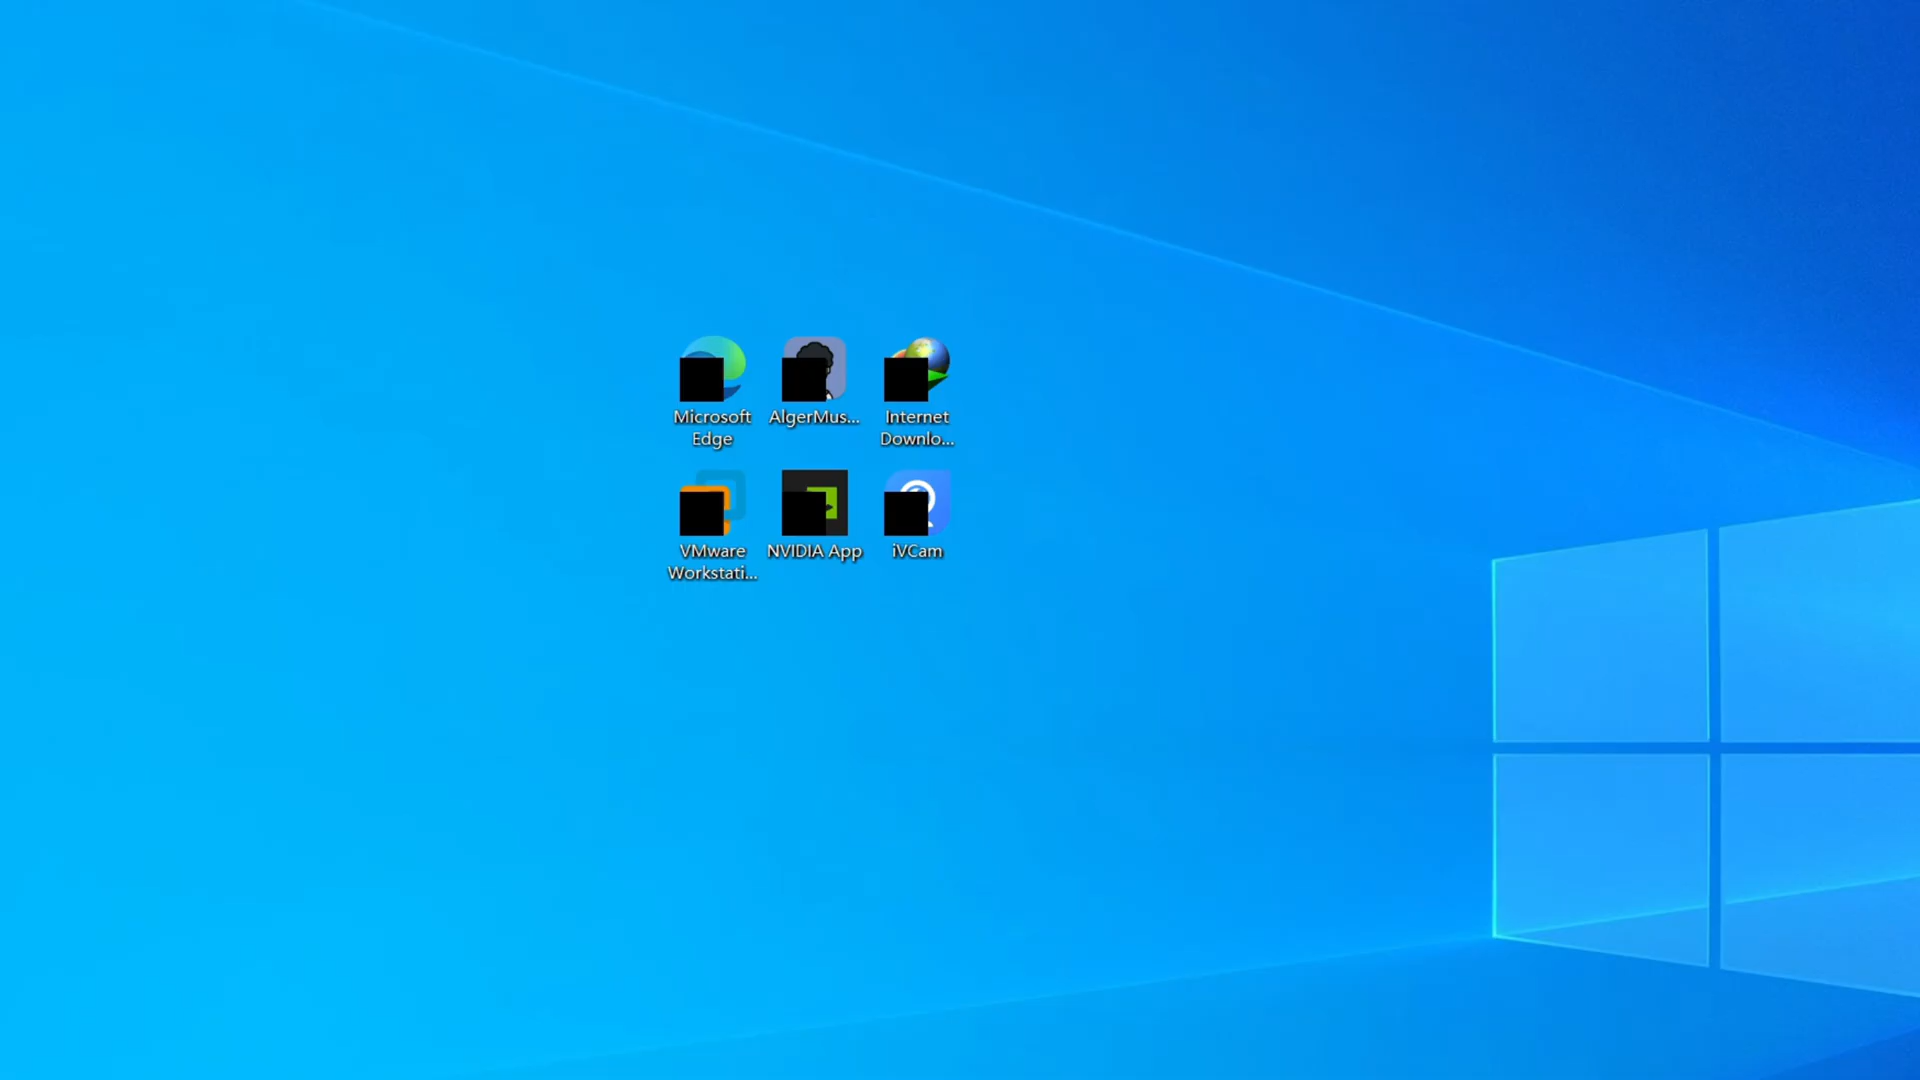 Microsoft
Edge
AlgerMus...
Internet
Downlo...
VMware
Workstati...
NVIDIA App
iVCam